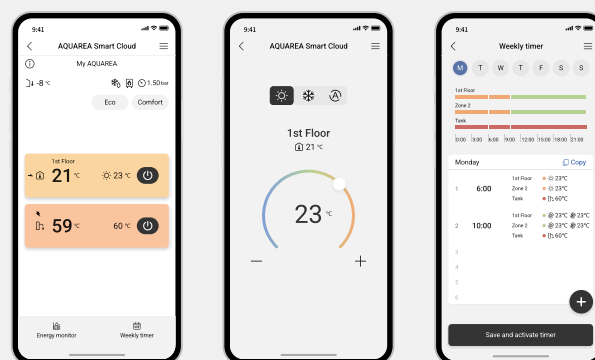 9:41
AQUAREA Smart Cloud
My AQUAREA
-8 °C
1.50 bar
Eco
Comfort
1st Floor
21 °C
23 °C
59 °C
60 °C
Energy monitor
Weekly timer
9:41
AQUAREA Smart Cloud
1st Floor
21 °C
23 °C
9:41
Weekly timer
M T W T F S S
1st Floor
Zone 2
Tank
0:00 3:00 6:00 9:00 12:00 15:00 18:00 21:00
Monday
Copy
1 6:00
1st Floor 23°C
Zone 2 23°C
Tank 60°C
2 10:00
1st Floor 23°C 23°C
Zone 2 23°C 23°C
Tank 60°C
3
4
5
6
Save and activate timer